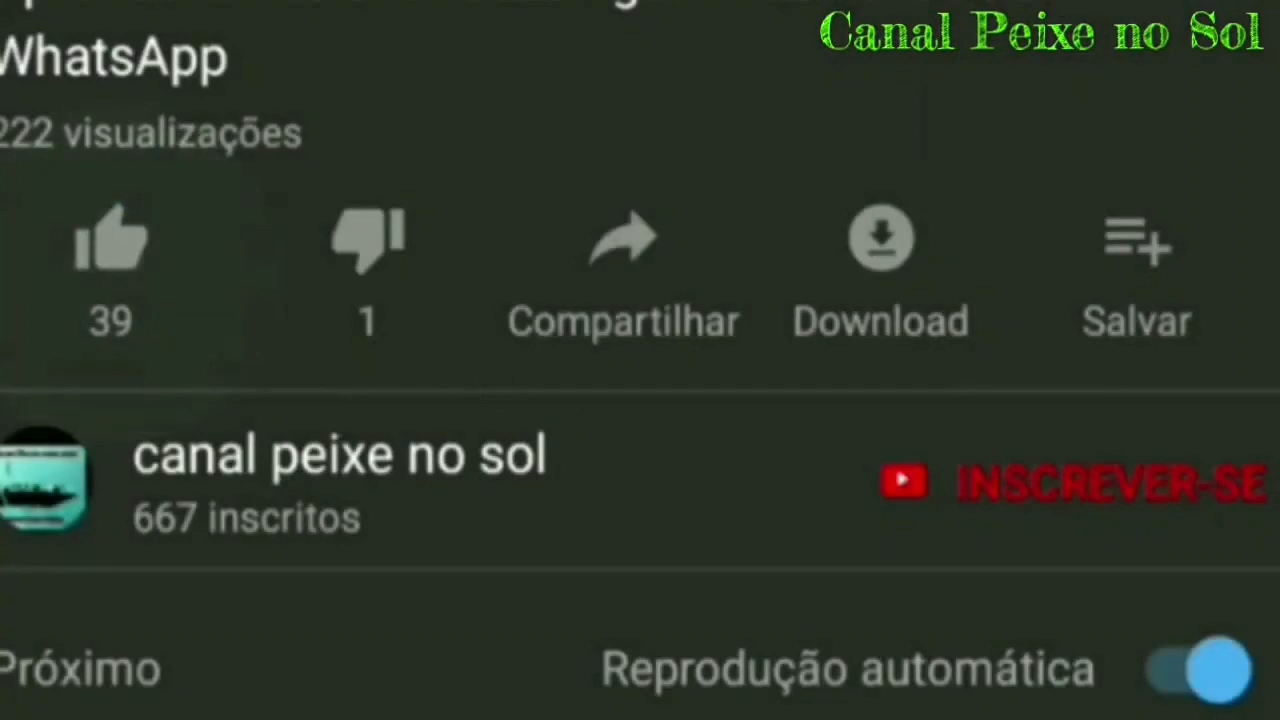 Canal Peixe no Sol
WhatsApp
222 visualizações
39
1
Compartilhar
Download
Salvar
canal peixe no sol
667 inscritos
INSCREVER-SE
Próximo
Reprodução automática